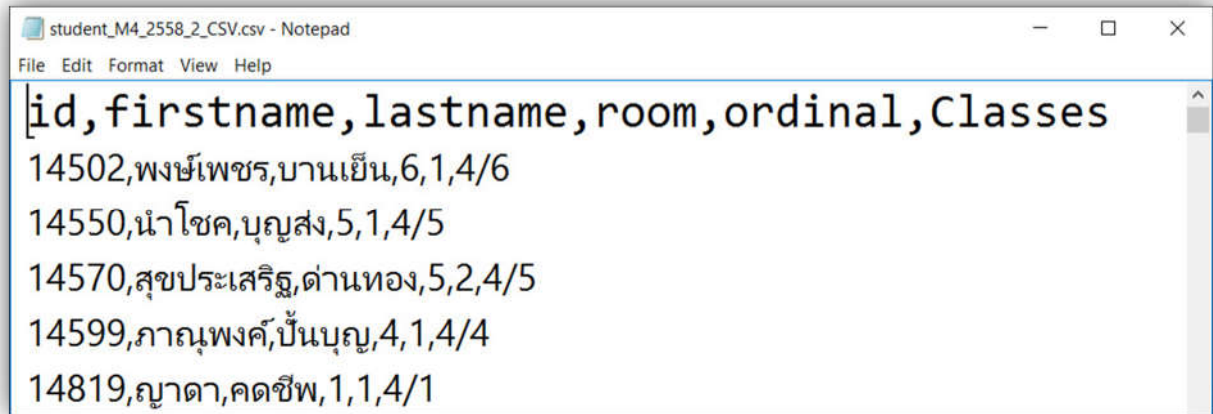 student_M4_2558_2_CSV.csv - Notepad
File Edit Format View Help
id,firstname,lastname,room,ordinal,Classes
14502,พงษ์เพชร,บานเย็น,6,1,4/6
14550,นำโชค,บุญส่ง,5,1,4/5
14570,สุขประเสริฐ,ด่านทอง,5,2,4/5
14599,ภาณุพงค์,ปั้นบุญ,4,1,4/4
14819,ญาดา,คดชีพ,1,1,4/1